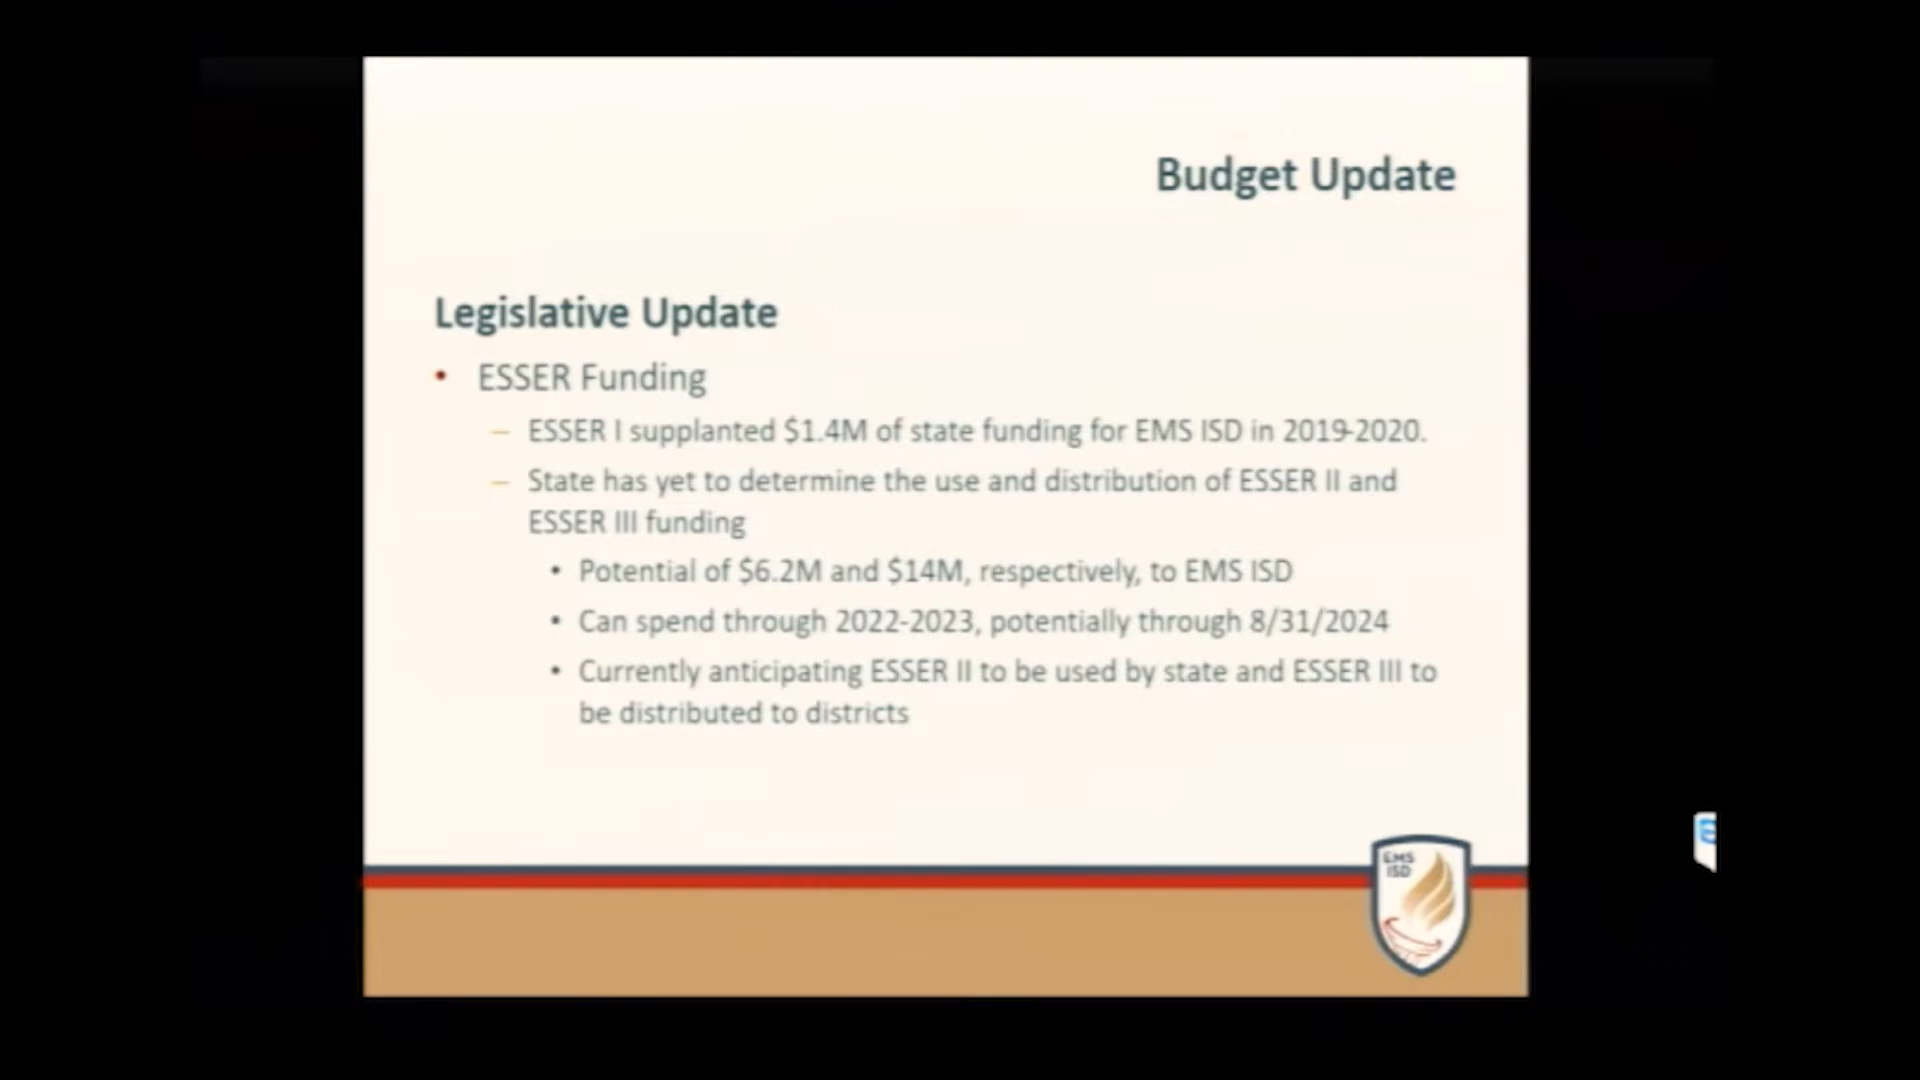 Budget Update
Legislative Update
• ESSER Funding
– ESSER I supplanted $1.4M of state funding for EMS ISD in 2019-2020.
– State has yet to determine the use and distribution of ESSER II and
ESSER III funding
• Potential of $6.2M and $14M, respectively, to EMS ISD
• Can spend through 2022-2023, potentially through 8/31/2024
• Currently anticipating ESSER II to be used by state and ESSER III to
be distributed to districts
EMS
ISD